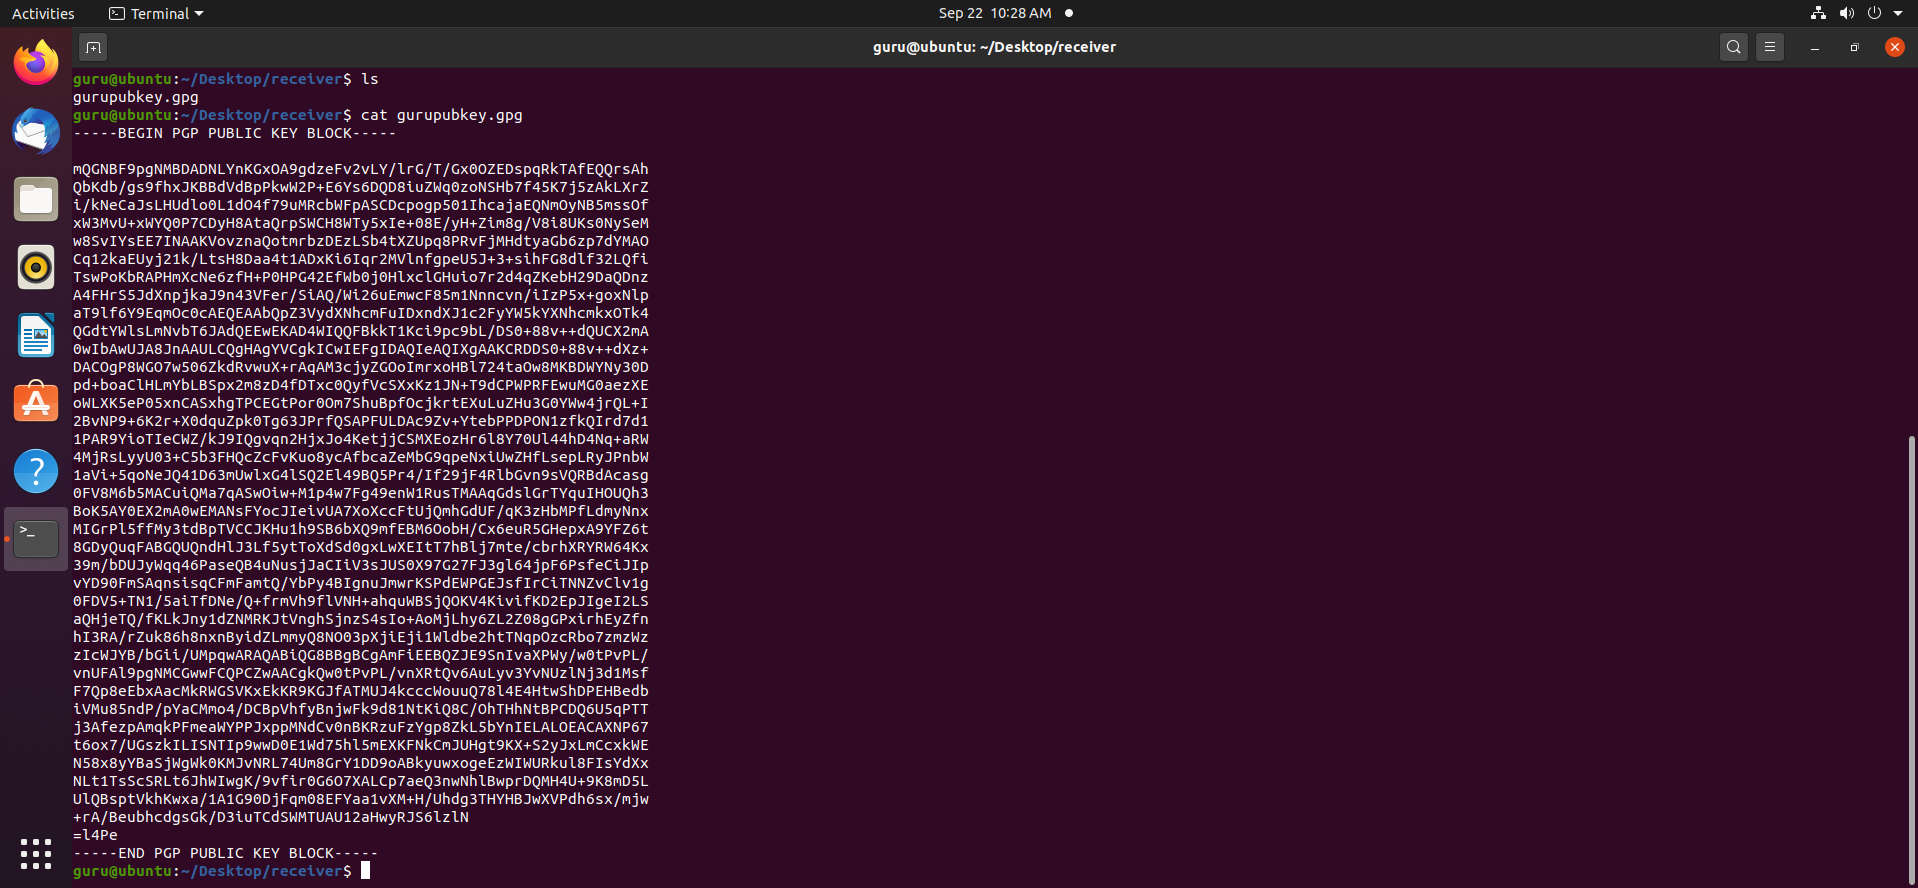 Activities
Terminal
Sep 22 10:28 AM
guru@ubuntu: ~/Desktop/receiver
guru@ubuntu:~/Desktop/receiver$ ls
gurupubkey.gpg
guru@ubuntu:~/Desktop/receiver$ cat gurupubkey.gpg
-----BEGIN PGP PUBLIC KEY BLOCK-----
mQGNBF9pgNMBDADNLYnKGxOA9gdzeFv2vLY/lrG/T/Gx0OZEDspqRkTAfEQQrsAh
QbKdb/gs9fhxJKBBdVdBpPkwW2P+E6Ys6DQD8iuZWq0zoNSHb7f45K7j5zAkLXrZ
i/kNeCaJsLHUdlo0L1dO4f79uMRcbWFpASCDcpogp501IhcajaEQNmOyNB5mssOf
xW3MvU+xWYQ0P7CDyH8AtaQrpSWCH8WTy5xIe+08E/yH+Zim8g/V8i8UKs0NySeM
w8SvIYsEE7INAAKVovznaQotmrbzDEzLSb4tXZUpq8PRvFjMHdtyaGb6zp7dYMAO
Cq12kaEUyj21k/LtsH8Daa4t1ADxKi6Iqr2MVlnfgpeU5J+3+sihFG8dlf32LQfi
TswPoKbRAPHmXcNe6zfH+P0HPG42EfWb0j0HlxclGHuio7r2d4qZKebH29DaQDnz
A4FHrS5JdXnpjkaJ9n43VFer/SiAQ/Wi26uEmwcF85m1Nnncvn/iIzP5x+goxNlp
aT9lf6Y9EqmOc0cAEQEAAbQpZ3VydXNhcmFuIDxndXJ1c2FyYW5kYXNhcmkxOTk4
QGdtYWlsLmNvbT6JAdQEEwEKAD4WIQQFBkkT1Kci9pc9bL/DS0+88v++dQUCX2mA
0wIbAwUJA8JnAAULCQgHAgYVCgkICwIEFgIDAQIeAQIXgAAKCRDDS0+88v++dXz+
DACOgP8WGO7w506ZkdRvwuX+rAqAM3cjyZGOoImrxoHBl724taOw8MKBDWYNy30D
pd+boaClHLmYbLBSpx2m8zD4fDTxc0QyfVcSXxKz1JN+T9dCPWPRFEwuMG0aezXE
oWLXK5eP05xnCASxhgTPCEGtPor0Om7ShuBpfOcjkrtEXuLuZHu3G0YWw4jrQL+I
2BvNP9+6K2r+X0dquZpk0Tg63JPrfQSAPFULDAc9Zv+YtebPPDPON1zfkQIrd7d1
1PAR9YioTIeCWZ/kJ9IQgvqn2HjxJo4KetjjCSMXEozHr6l8Y70Ul44hD4Nq+aRW
4MjRsLyyU03+C5b3FHQcZcFvKuo8ycAfbcaZeMbG9qpeNxiUwZHfLsepLRyJPnbW
1aVi+5qoNeJQ41D63mUwlxG4lSQ2El49BQ5Pr4/If29jF4RlbGvn9sVQRBdAcasg
0FV8M6b5MACuiQMa7qASwOiw+M1p4w7Fg49enW1RusTMAAqGdslGrTYquIHOUQh3
BoK5AY0EX2mA0wEMANsFYocJIeivUA7XoXccFtUjQmhGdUF/qK3zHbMPfLdmyNnx
MIGrPl5ffMy3tdBpTVCCJKHu1h9SB6bXQ9mfEBM6OobH/Cx6euR5GHepxA9YFZ6t
8GDyQuqFABGQUQndHlJ3Lf5ytToXdSd0gxLwXEItT7hBlj7mte/cbrhXRYRW64Kx
39m/bDUJyWqq46PaseQB4uNusjJaCIiV3sJUS0X97G27FJ3gl64jpF6PsfeCiJIp
vYD90FmSAqnsisqCFmFamtQ/YbPy4BIgnuJmwrKSPdEWPGEJsfIrCiTNNZvClv1g
0FDV5+TN1/5aiTfDNe/Q+frmVh9flVNH+ahquWBSjQOKV4KivifKD2EpJIgeI2LS
aQHjeTQ/fKLkJny1dZNMRKJtVnghSjnzS4sIo+AoMjLhy6ZL2Z08gGPxirhEyZfn
hI3RA/rZuk86h8nxnByidZLmmyQ8NO03pXjiEji1Wldbe2htTNqpOzcRbo7zmzWz
zIcWJYB/bGii/UMpqwARAQABiQG8BBgBCgAmFiEEBQZJE9SnIvaXPWy/w0tPvPL/
vnUFAl9pgNMCGwwFCQPCZwAACgkQw0tPvPL/vnXRtQv6AuLyv3YvNUzlNj3d1Msf
F7Qp8eEbxAacMkRWGSVKxEkKR9KGJfATMUJ4kcccWouuQ78l4E4HtwShDPEHBedb
iVMu85ndP/pYaCMmo4/DCBpVhfyBnjwFk9d81NtKiQ8C/OhTHhNtBPCDQ6U5qPTT
j3AfezpAmqkPFmeaWYPPJxppMNdCv0nBKRzuFzYgp8ZkL5bYnIELALOEACAXNP67
t6ox7/UGszkILISNTIp9wwD0E1Wd75hl5mEXKFNkCmJUHgt9KX+S2yJxLmCcxkWE
N58x8yYBaSjWgWk0KMJvNRL74Um8GrY1DD9oABkyuwxogeEzWIWURkul8FIsYdXx
NLt1TsScSRLt6JhWIwgK/9vfir0G6O7XALCp7aeQ3nwNhlBwprDQMH4U+9K8mD5L
UlQBsptVkhKwxa/1A1G90DjFqm08EFYaa1vXM+H/Uhdg3THYHBJwXVPdh6sx/mjw
+rA/BeubhcdgsGk/D3iuTCdSWMTUAU12aHwyRJS6lzlN
=l4Pe
-----END PGP PUBLIC KEY BLOCK-----
guru@ubuntu:~/Desktop/receiver$